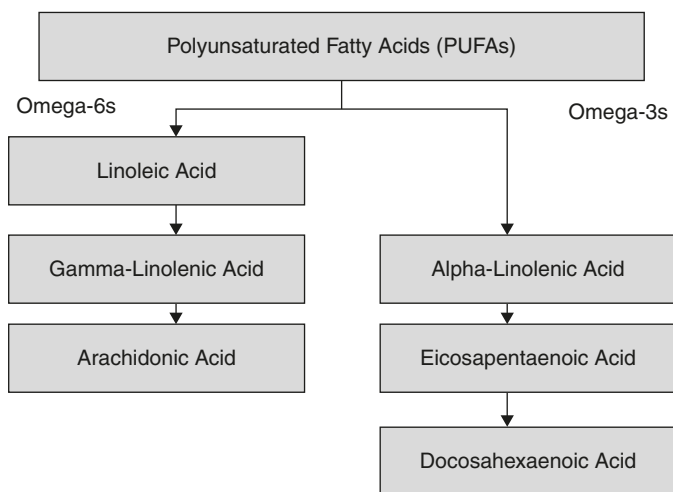 Polyunsaturated Fatty Acids (PUFAs)
Omega-6s
Omega-3s
Linoleic Acid
Gamma-Linolenic Acid
Alpha-Linolenic Acid
Arachidonic Acid
Eicosapentaenoic Acid
Docosahexaenoic Acid